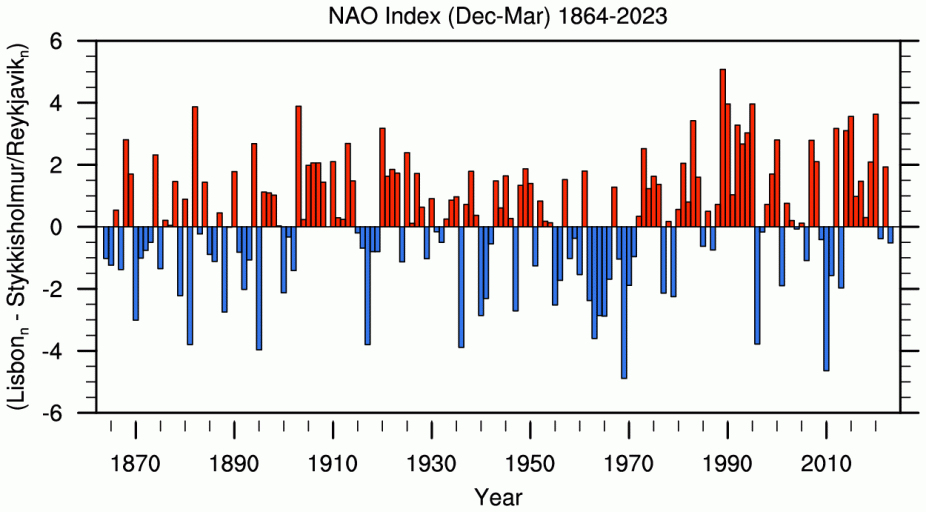 NAO Index (Dec-Mar) 1864-2023
(Lisbonn - Stykkisholmur/Reykjavikn)
6
4
2
0
-2
-4
-6
1870 1890 1910 1930 1950 1970 1990 2010
Year